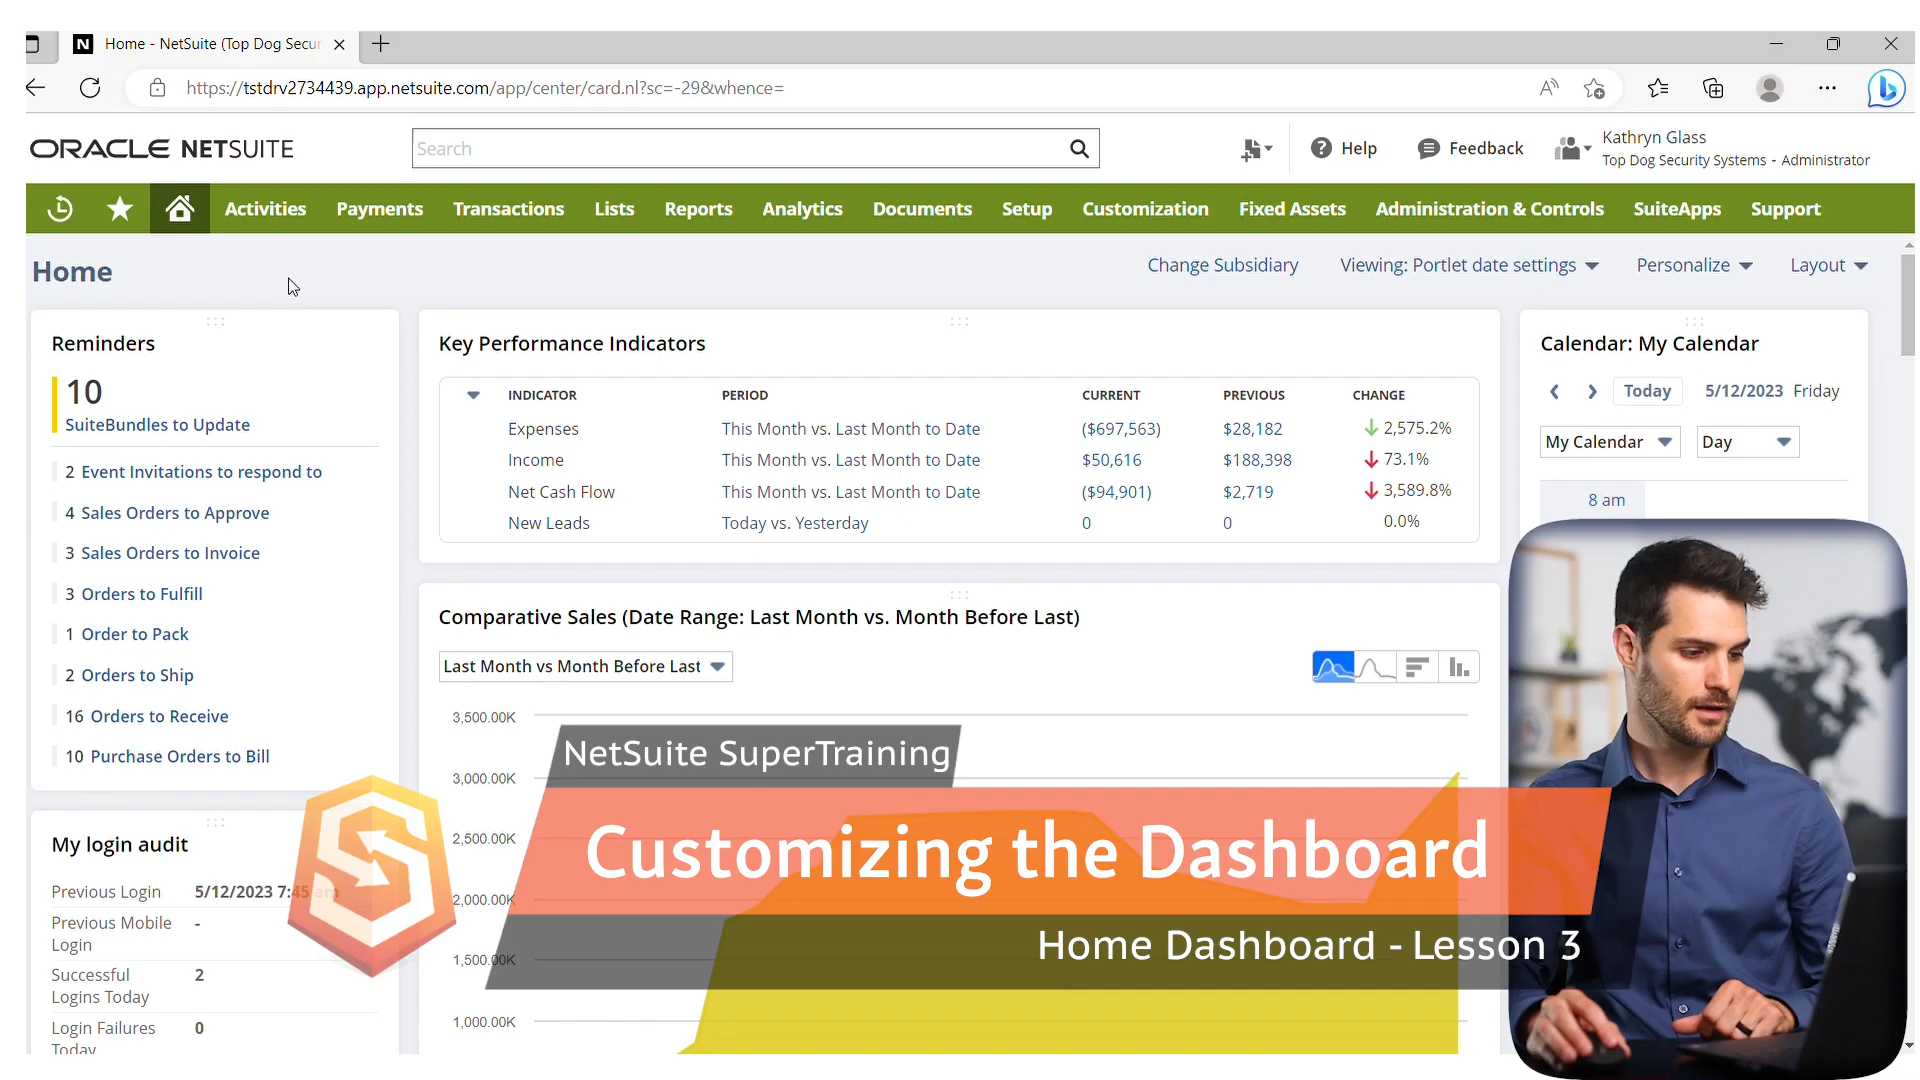 Home - NetSuite (Top Dog Secur
https://tstdrv2734439.app.netsuite.com/app/center/card.nl?sc=-29&whence=
ORACLE NETSUITE
Search
Help
Feedback
Kathryn Glass
Top Dog Security Systems - Administrator
Activities Payments Transactions Lists Reports Analytics Documents Setup Customization Fixed Assets Administration & Controls SuiteApps Support
Home
Change Subsidiary
Viewing: Portlet date settings
Personalize
Layout
Reminders
10
SuiteBundles to Update
2 Event Invitations to respond to
4 Sales Orders to Approve
3 Sales Orders to Invoice
3 Orders to Fulfill
1 Order to Pack
2 Orders to Ship
16 Orders to Receive
10 Purchase Orders to Bill
My login audit
Previous Login 5/12/2023 7:45 am
Previous Mobile -
Login
Successful 2
Logins Today
Login Failures 0
Today
Key Performance Indicators
INDICATOR PERIOD CURRENT PREVIOUS CHANGE
Expenses This Month vs. Last Month to Date ($697,563) $28,182 2,575.2%
Income This Month vs. Last Month to Date $50,616 $188,398 73.1%
Net Cash Flow This Month vs. Last Month to Date ($94,901) $2,719 3,589.8%
New Leads Today vs. Yesterday 0 0 0.0%
Comparative Sales (Date Range: Last Month vs. Month Before Last)
Last Month vs Month Before Last
3,500.00K
3,000.00K
2,500.00K
2,000.00K
1,500.00K
1,000.00K
Calendar: My Calendar
Today 5/12/2023 Friday
My Calendar Day
8 am
NetSuite SuperTraining
Customizing the Dashboard
Home Dashboard - Lesson 3